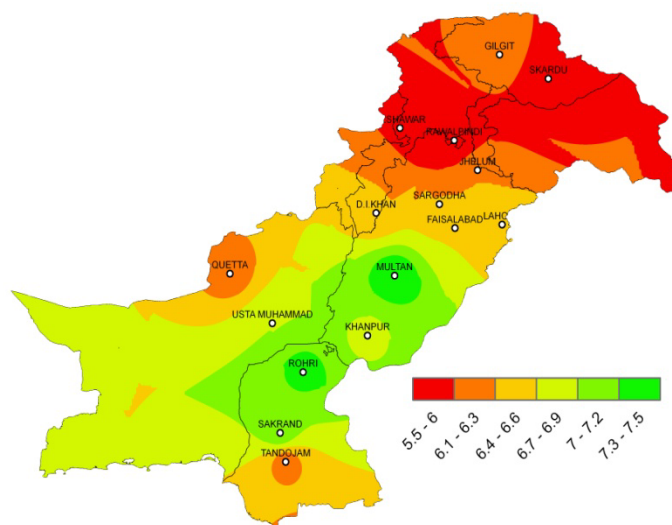 GILGIT
SKARDU
SHAWAR
RAWALPINDI
JHELUM
SARGODHA
D.I.KHAN
FAISALABAD
LAHO
QUETTA
MULTAN
USTA MUHAMMAD
KHANPUR
ROHRI
SAKRAND
TANDOJAM
5.5 - 6
6.1 - 6.3
6.4 - 6.6
6.7 - 6.9
7 - 7.2
7.3 - 7.5